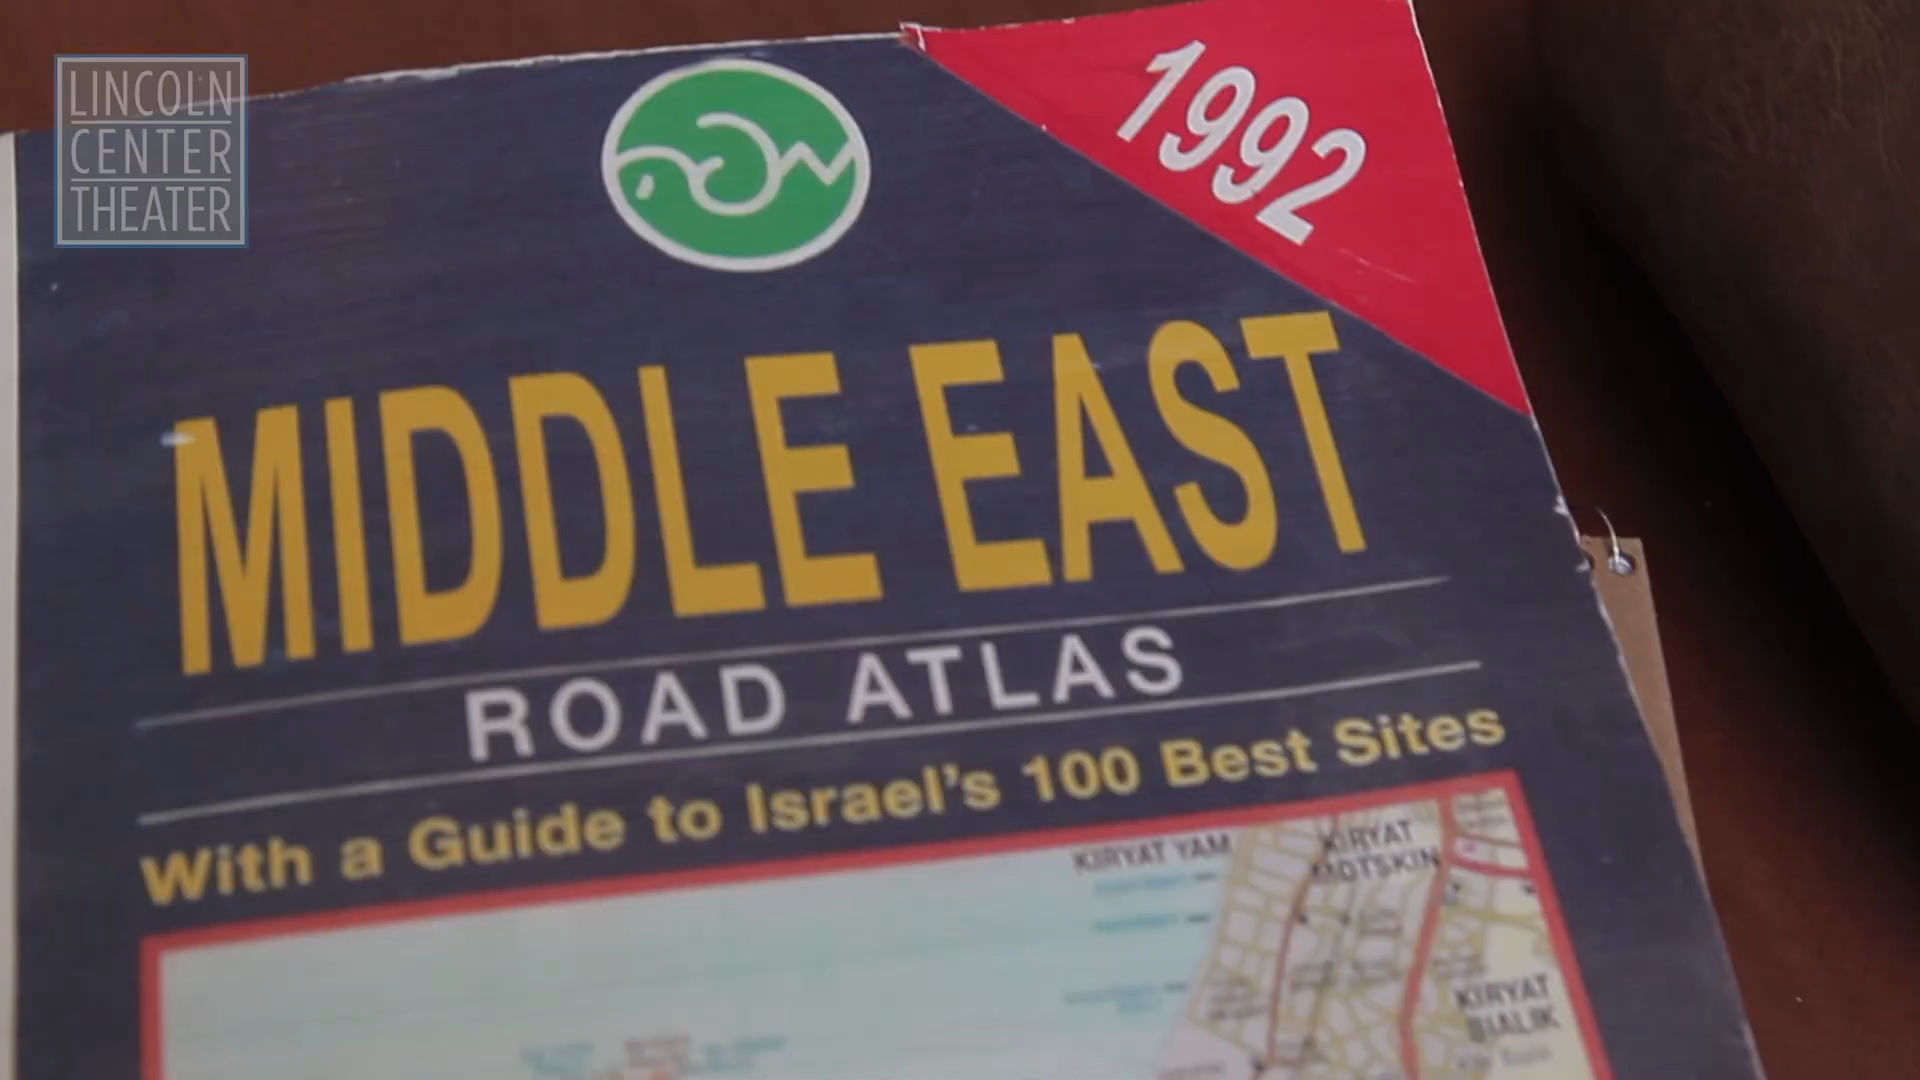 LINCOLN
CENTER
THEATER
1992
MIDDLE EAST
ROAD ATLAS
With a Guide to Israel's 100 Best Sites
KIRYAT YAM
KIRYAT
MOTSKIN
KIRYAT
BIALIK